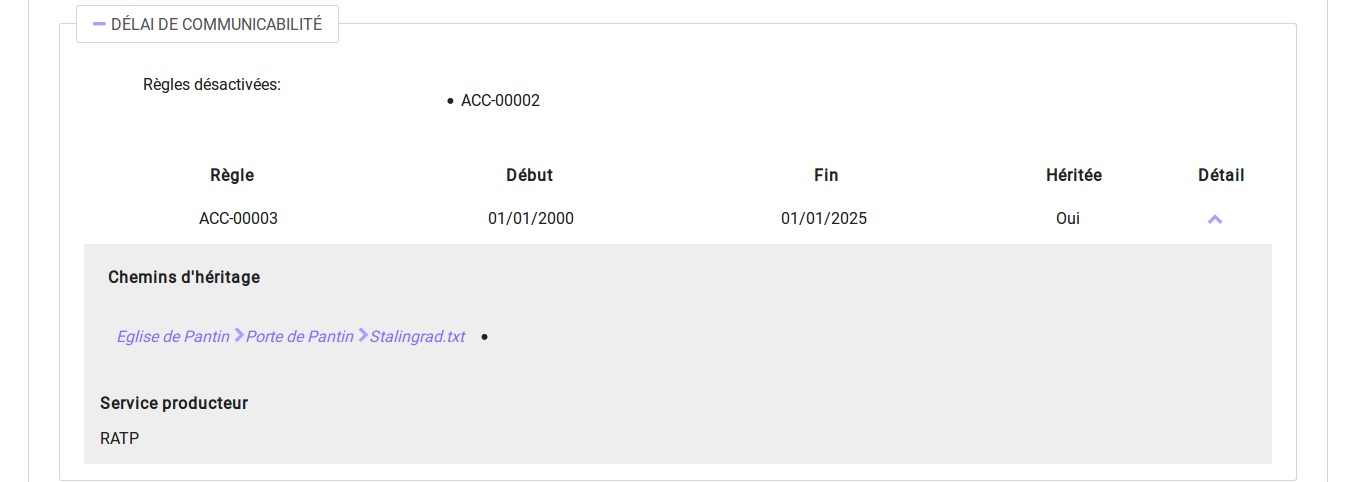 DÉLAI DE COMMUNICABILITÉ
Règles désactivées:
• ACC-00002
Règle Début Fin Héritée Détail
ACC-00003 01/01/2000 01/01/2025 Oui
Chemins d'héritage
Eglise de Pantin > Porte de Pantin > Stalingrad.txt •
Service producteur
RATP